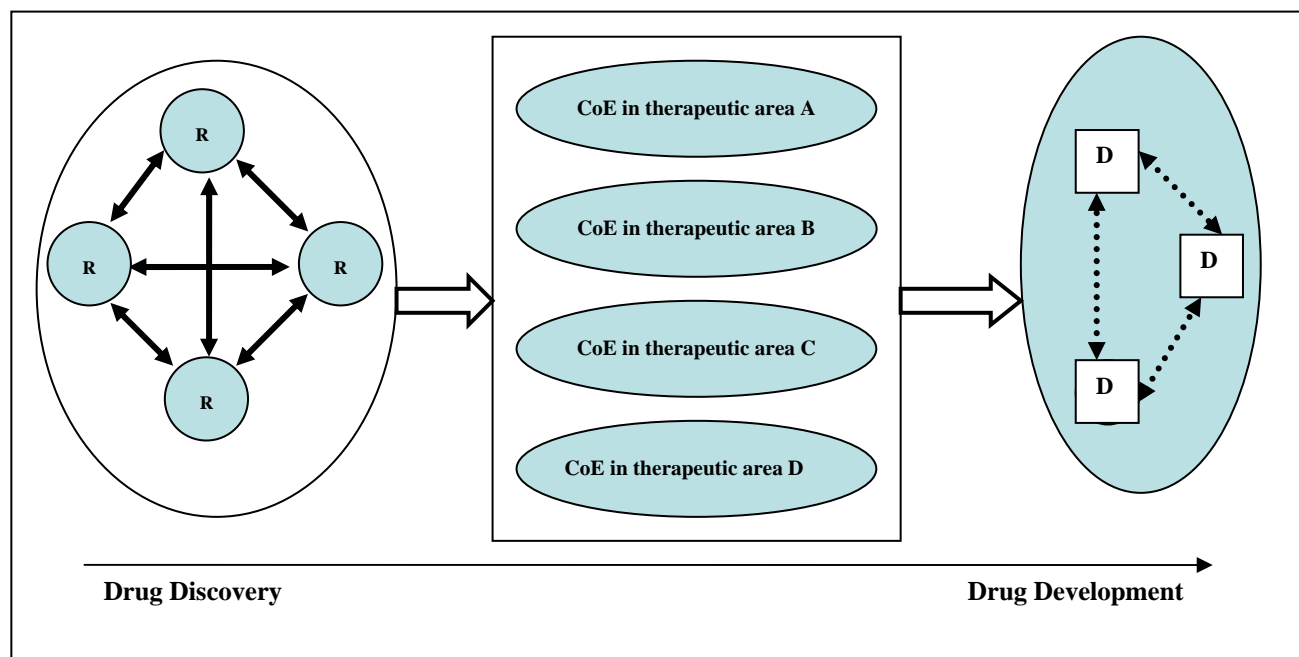 R
R
R
R
CoE in therapeutic area A
CoE in therapeutic area B
CoE in therapeutic area C
CoE in therapeutic area D
D
D
D
Drug Discovery
Drug Development